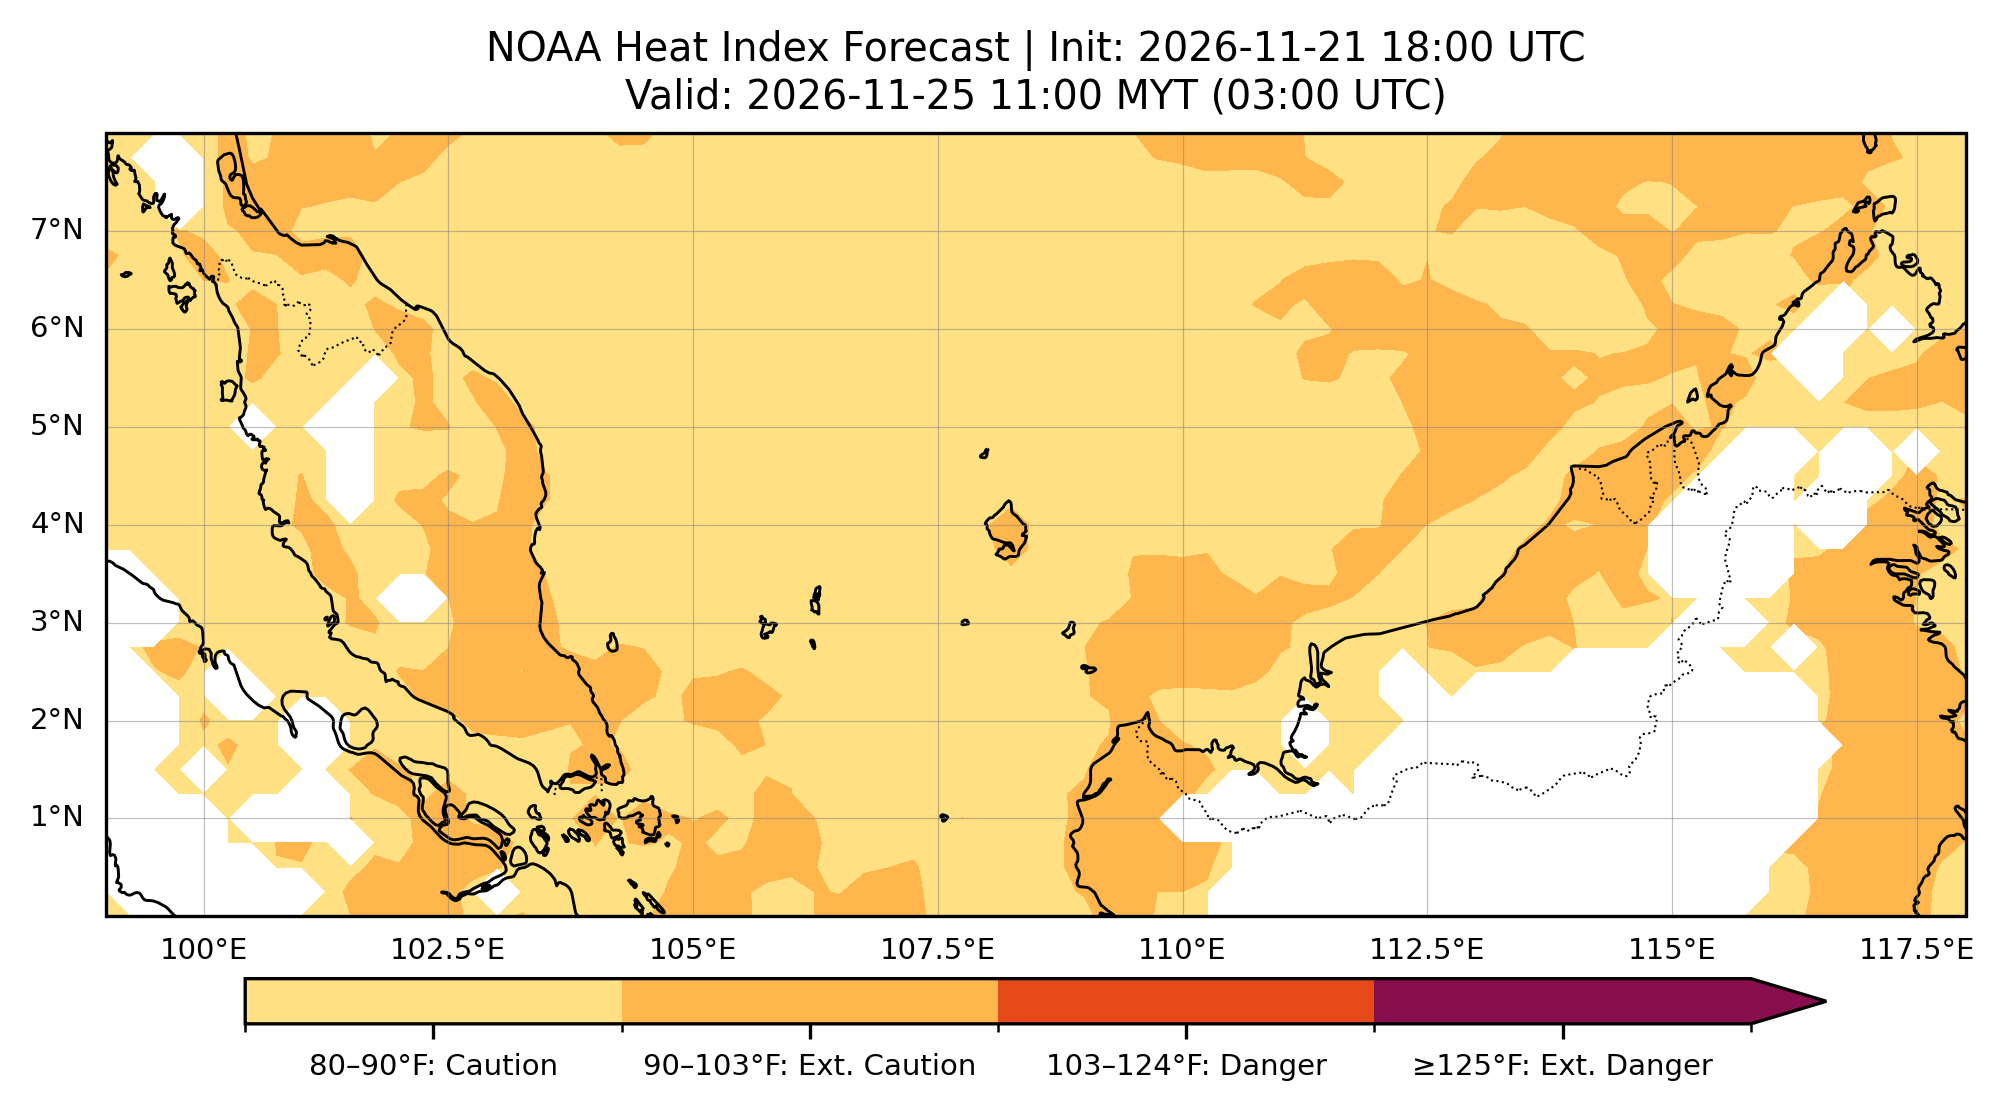 NOAA Heat Index Forecast | Init: 2026-11-21 18:00 UTC
Valid: 2026-11-25 11:00 MYT (03:00 UTC)
7°N
6°N
5°N
4°N
3°N
2°N
1°N
100°E 102.5°E 105°E 107.5°E 110°E 112.5°E 115°E 117.5°E
80–90°F: Caution 90–103°F: Ext. Caution 103–124°F: Danger ≥125°F: Ext. Danger